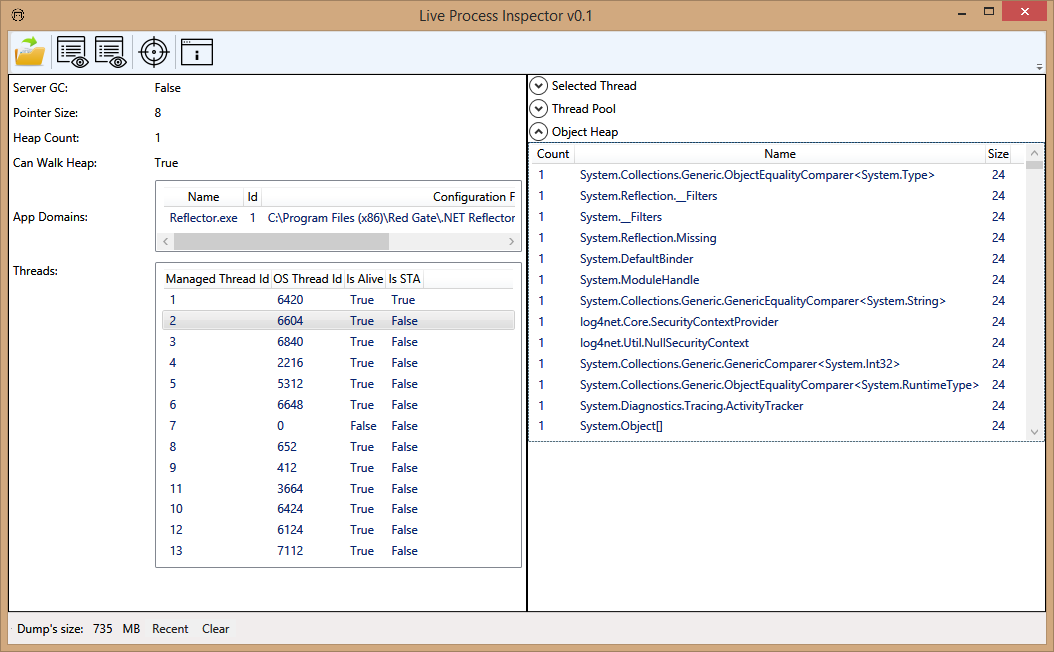 Live Process Inspector v0.1
Server GC: False
Pointer Size: 8
Heap Count: 1
Can Walk Heap: True
App Domains:
Name Id Configuration F
Reflector.exe 1 C:\Program Files (x86)\Red Gate\.NET Reflector
Threads:
Managed Thread Id OS Thread Id Is Alive Is STA
1 6420 True True
2 6604 True False
3 6840 True False
4 2216 True False
5 5312 True False
6 6648 True False
7 0 False False
8 652 True False
9 412 True False
11 3664 True False
10 6424 True False
12 6124 True False
13 7112 True False
Selected Thread
Thread Pool
Object Heap
Count Name Size
1 System.Collections.Generic.ObjectEqualityComparer<System.Type> 24
1 System.Reflection.__Filters 24
1 System.__Filters 24
1 System.Reflection.Missing 24
1 System.DefaultBinder 24
1 System.ModuleHandle 24
1 System.Collections.Generic.GenericEqualityComparer<System.String> 24
1 log4net.Core.SecurityContextProvider 24
1 log4net.Util.NullSecurityContext 24
1 System.Collections.Generic.GenericComparer<System.Int32> 24
1 System.Collections.Generic.ObjectEqualityComparer<System.RuntimeType> 24
1 System.Diagnostics.Tracing.ActivityTracker 24
1 System.Object[] 24
Dump's size: 735 MB Recent Clear